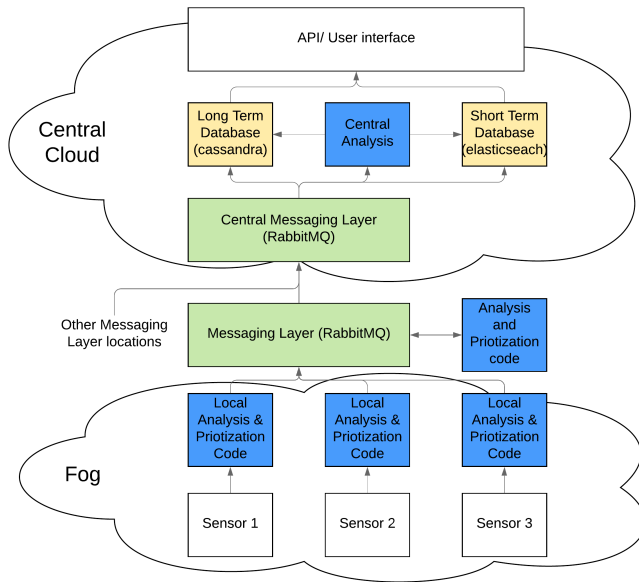 API/ User interface
Central
Cloud
Long Term
Database
(cassandra)
Central
Analysis
Short Term
Database
(elasticseach)
Central Messaging Layer
(RabbitMQ)
Other Messaging
Layer locations
Messaging Layer (RabbitMQ)
Analysis
and
Priotization
code
Fog
Local
Analysis &
Priotization
Code
Local
Analysis &
Priotization
Code
Local
Analysis &
Priotization
Code
Sensor 1
Sensor 2
Sensor 3